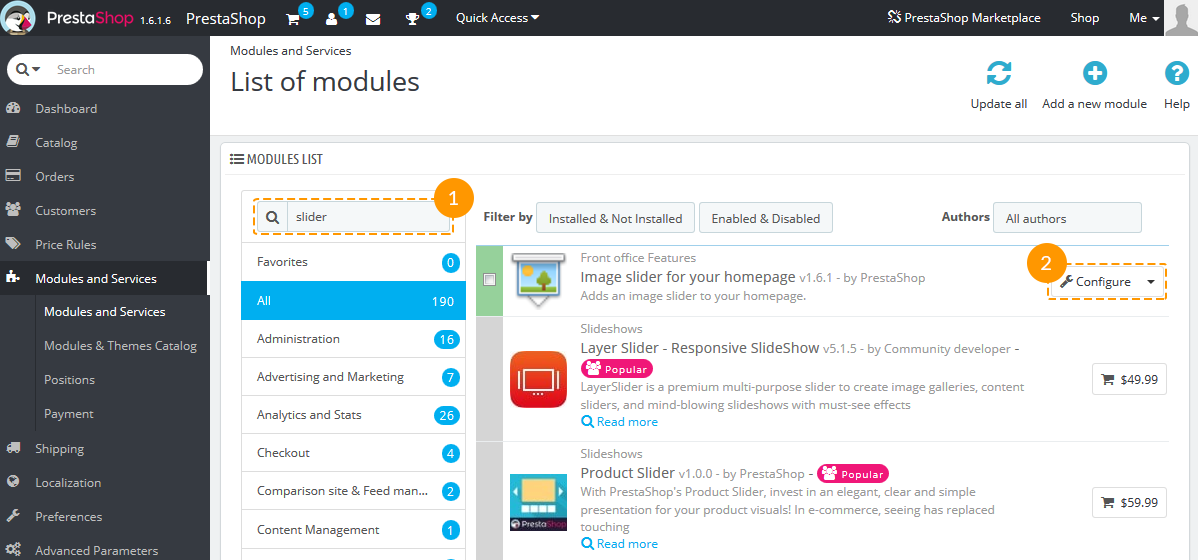 PrestaShop 1.6.1.6 PrestaShop 5 1 2 Quick Access PrestaShop Marketplace Shop Me
Search
Dashboard
Catalog
Orders
Customers
Price Rules
Modules and Services
Modules and Services
Modules & Themes Catalog
Positions
Payment
Shipping
Localization
Preferences
Advanced Parameters
Modules and Services
List of modules
Update all
Add a new module
Help
MODULES LIST
slider
1
Favorites 0
All 190
Administration 16
Advertising and Marketing 7
Analytics and Stats 26
Checkout 4
Comparison site & Feed man... 2
Content Management 1
Filter by Installed & Not Installed Enabled & Disabled Authors All authors
Front office Features
Image slider for your homepage v1.6.1 - by PrestaShop
Adds an image slider to your homepage.
2
Configure
Slideshows
Layer Slider - Responsive SlideShow v5.1.5 - by Community developer -
Popular
LayerSlider is a premium multi-purpose slider to create image galleries, content
sliders, and mind-blowing slideshows with must-see effects
Read more
$49.99
Slideshows
Product Slider v1.0.0 - by PrestaShop - Popular
With PrestaShop's Product Slider, invest in an elegant, clear and simple
presentation for your product visuals! In e-commerce, seeing has replaced
touching
Read more
$59.99
PrestaShop